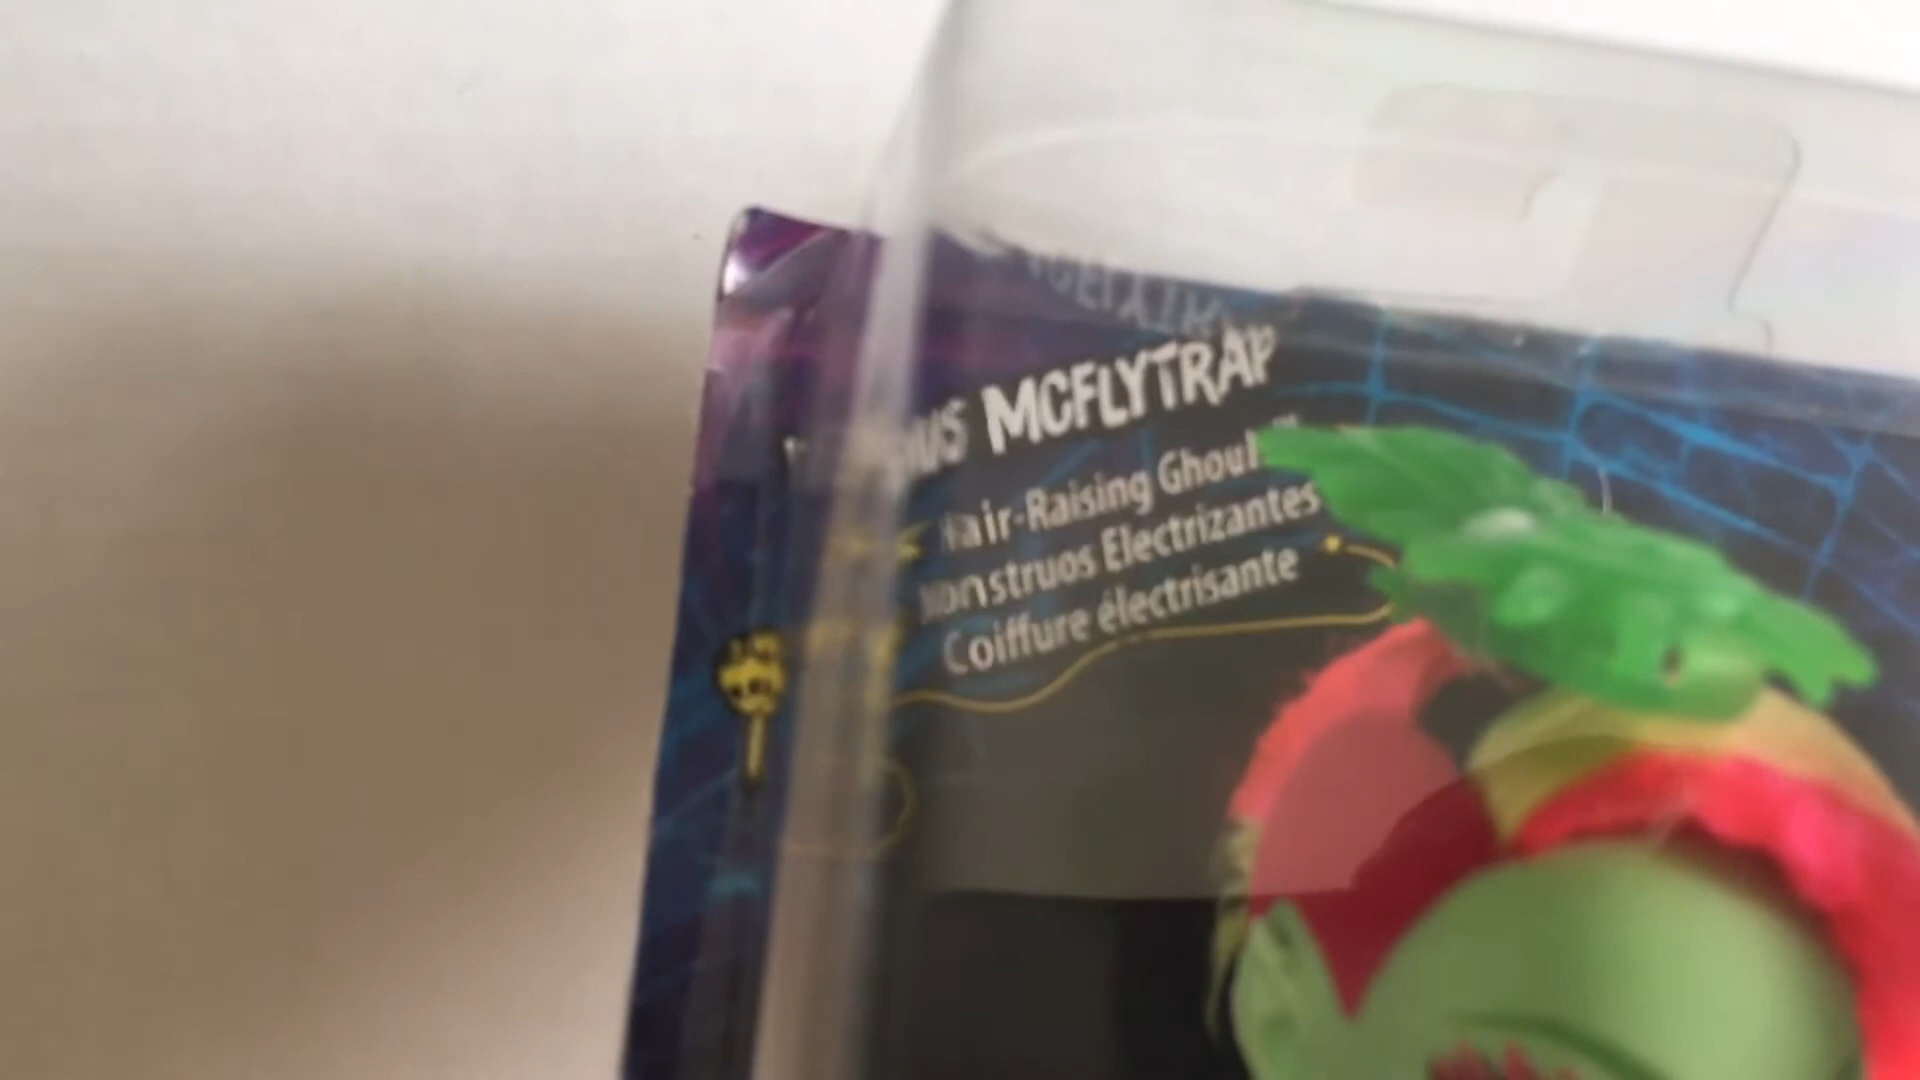 MCFLYTRAP
Hair-Raising Ghouls
Monstruos Electrizantes
Coiffure électrisante